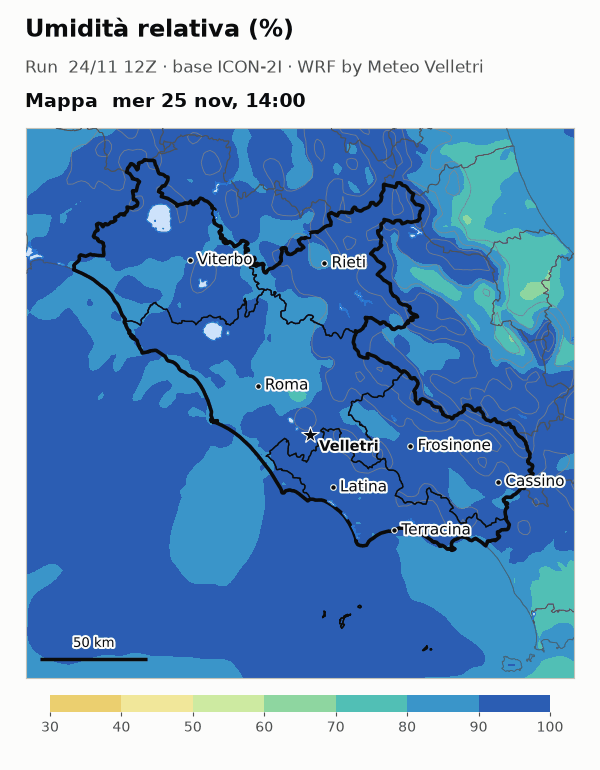 Umidità relativa (%)
Run  24/11 12Z · base ICON-2I · WRF by Meteo Velletri
Mappa  mer 25 nov, 14:00
Viterbo
Rieti
Roma
Velletri
Frosinone
Cassino
Latina
Terracina
50 km
30 40 50 60 70 80 90 100